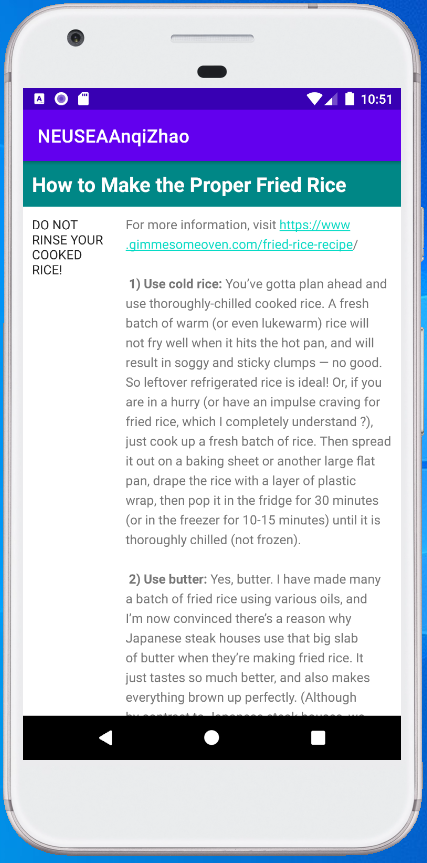 10:51
NEUSEAAnqiZhao
How to Make the Proper Fried Rice
DO NOT
RINSE YOUR
COOKED
RICE!
For more information, visit https://www
.gimmesomeoven.com/fried-rice-recipe/
1) Use cold rice: You’ve gotta plan ahead and
use thoroughly-chilled cooked rice. A fresh
batch of warm (or even lukewarm) rice will
not fry well when it hits the hot pan, and will
result in soggy and sticky clumps — no good.
So leftover refrigerated rice is ideal! Or, if you
are in a hurry (or have an impulse craving for
fried rice, which I completely understand ?),
just cook up a fresh batch of rice. Then spread
it out on a baking sheet or another large flat
pan, drape the rice with a layer of plastic
wrap, then pop it in the fridge for 30 minutes
(or in the freezer for 10-15 minutes) until it is
thoroughly chilled (not frozen).
2) Use butter: Yes, butter. I have made many
a batch of fried rice using various oils, and
I’m now convinced there’s a reason why
Japanese steak houses use that big slab
of butter when they’re making fried rice. It
just tastes so much better, and also makes
everything brown up perfectly. (Although
by contrast to Japanese steak houses, we